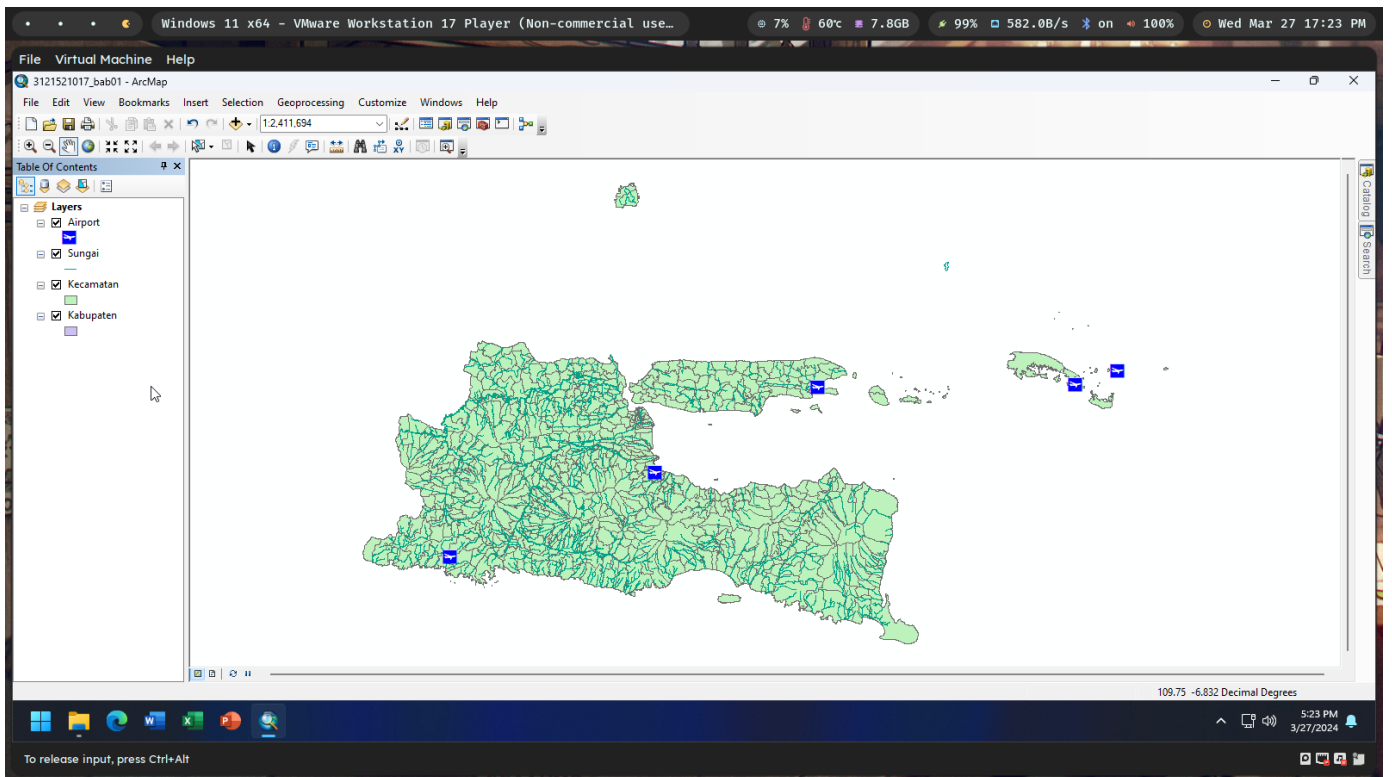 Windows 11 x64 - VMware Workstation 17 Player (Non-commercial use…
7% 60℃ 7.8GB
99% 582.0B/s on 100%
Wed Mar 27 17:23 PM
File Virtual Machine Help
3121521017_bab01 - ArcMap
File Edit View Bookmarks Insert Selection Geoprocessing Customize Windows Help
1:2,411,694
Table Of Contents
Layers
Airport
Sungai
Kecamatan
Kabupaten
Catalog
Search
109.75 -6.832 Decimal Degrees
5:23 PM
3/27/2024
To release input, press Ctrl+Alt